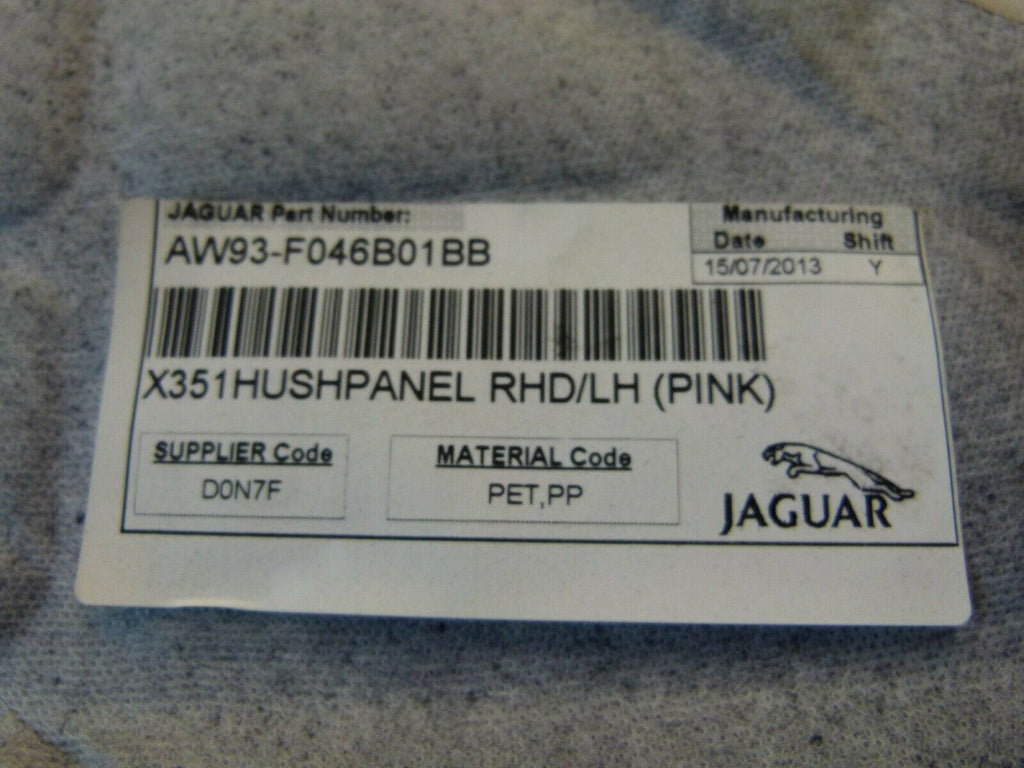 JAGUAR Part Number:
AW93-F046B01BB
Manufacturing
Date Shift
15/07/2013 Y
X351HUSHPANEL RHD/LH (PINK)
SUPPLIER Code
D0N7F
MATERIAL Code
PET,PP
JAGUAR